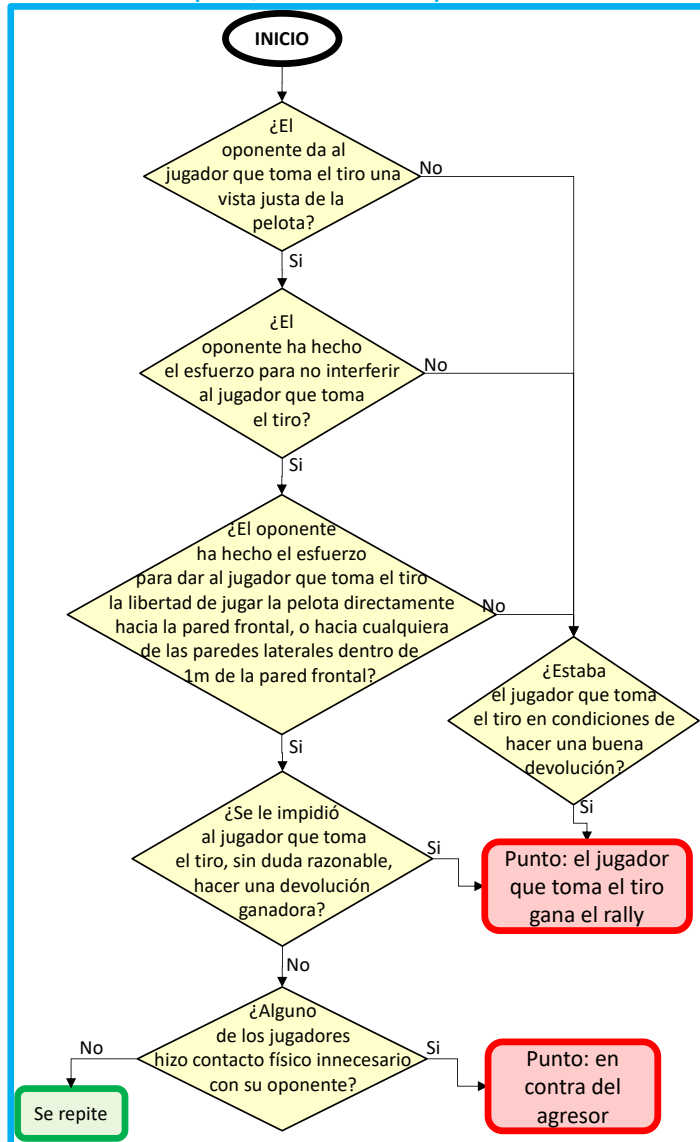 INICIO
¿El
oponente da al
jugador que toma el tiro una
vista justa de la
pelota?
No
Si
¿El
oponente ha hecho
el esfuerzo para no interferir
al jugador que toma
el tiro?
No
Si
¿El oponente
ha hecho el esfuerzo
para dar al jugador que toma el tiro
la libertad de jugar la pelota directamente
hacia la pared frontal, o hacia cualquiera
de las paredes laterales dentro de
1m de la pared frontal?
No
Si
¿Estaba
el jugador que toma
el tiro en condiciones de
hacer una buena
devolución?
Si
¿Se le impidió
al jugador que toma
el tiro, sin duda razonable,
hacer una devolución
ganadora?
Si
Punto: el jugador
que toma el tiro
gana el rally
No
¿Alguno
de los jugadores
hizo contacto físico innecesario
con su oponente?
No
Si
Se repite
Punto: en
contra del
agresor